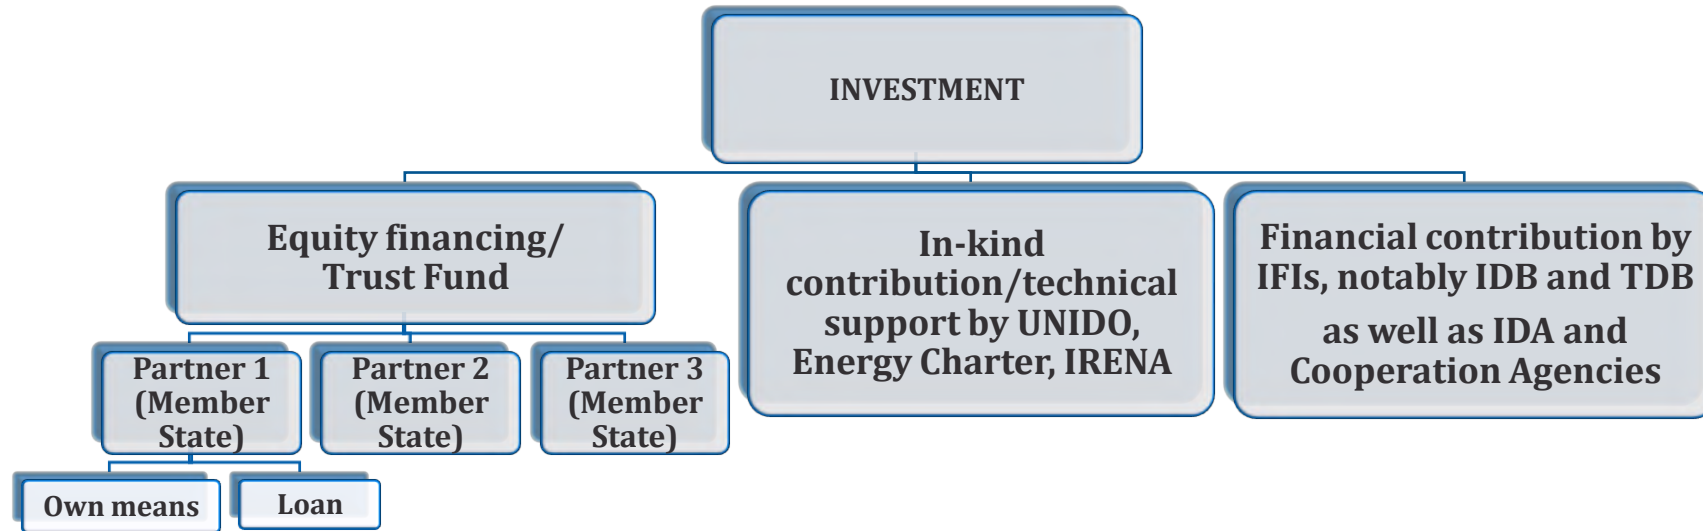 INVESTMENT
Equity financing/
Trust Fund
In-kind
contribution/technical
support by UNIDO,
Energy Charter, IRENA
Financial contribution by
IFIs, notably IDB and TDB
as well as IDA and
Cooperation Agencies
Partner 1
(Member
State)
Partner 2
(Member
State)
Partner 3
(Member
State)
Own means
Loan